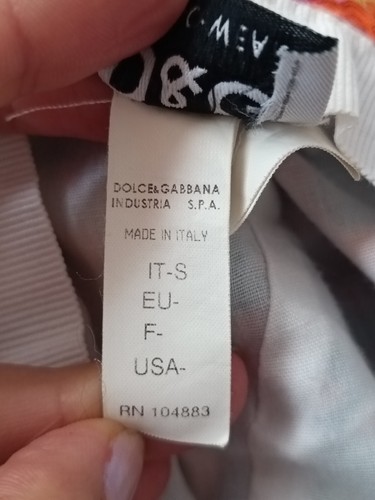 D&G
DOLCE&GABBANA
INDUSTRIA S.P.A.
MADE IN ITALY
IT-S
EU-
F-
USA-
RN 104883